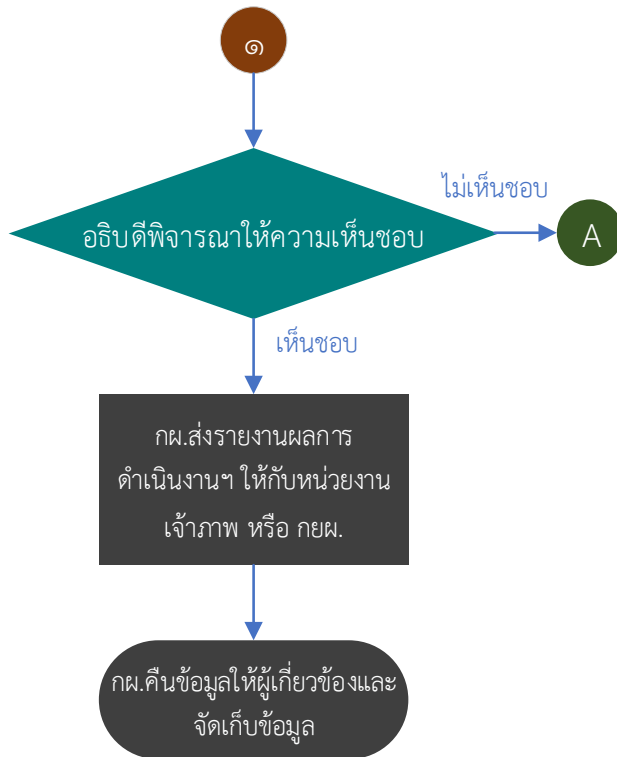 ๑
ไม่เห็นชอบ
อธิบดีพิจารณาให้ความเห็นชอบ
A
เห็นชอบ
กผ.ส่งรายงานผลการ
ดำเนินงานฯ ให้กับหน่วยงาน
เจ้าภาพ หรือ กยผ.
กผ.คืนข้อมูลให้ผู้เกี่ยวข้องและ
จัดเก็บข้อมูล